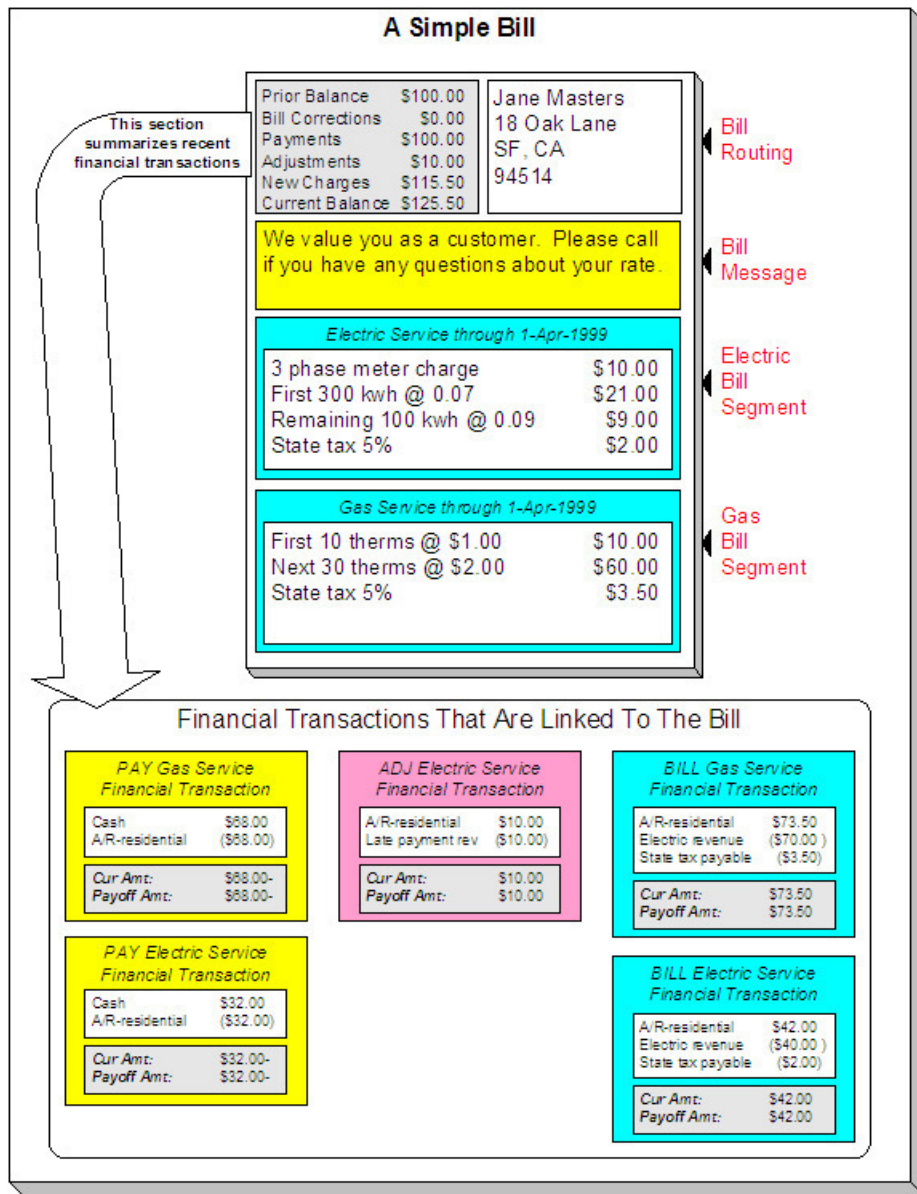 A Simple Bill
This section
summarizes recent
financial transactions
Prior Balance $100.00
Bill Corrections $0.00
Payments $100.00
Adjustments $10.00
New Charges $115.50
Current Balance $125.50
Jane Masters
18 Oak Lane
SF, CA
94514
Bill
Routing
We value you as a customer. Please call
if you have any questions about your rate.
Bill
Message
Electric Service through 1-Apr-1999
3 phase meter charge $10.00
First 300 kwh @ 0.07 $21.00
Remaining 100 kwh @ 0.09 $9.00
State tax 5% $2.00
Electric
Bill
Segment
Gas Service through 1-Apr-1999
First 10 therms @ $1.00 $10.00
Next 30 therms @ $2.00 $60.00
State tax 5% $3.50
Gas
Bill
Segment
Financial Transactions That Are Linked To The Bill
PAY Gas Service
Financial Transaction
Cash $68.00
A/R-residential ($68.00)
Cur Amt: $68.00-
Payoff Amt: $68.00-
ADJ Electric Service
Financial Transaction
A/R-residential $10.00
Late payment rev ($10.00)
Cur Amt: $10.00
Payoff Amt: $10.00
BILL Gas Service
Financial Transaction
A/R-residential $73.50
Electric revenue ($70.00 )
State tax payable ($3.50)
Cur Amt: $73.50
Payoff Amt: $73.50
PAY Electric Service
Financial Transaction
Cash $32.00
A/R-residential ($32.00)
Cur Amt: $32.00-
Payoff Amt: $32.00-
BILL Electric Service
Financial Transaction
A/R-residential $42.00
Electric revenue ($40.00 )
State tax payable ($2.00)
Cur Amt: $42.00
Payoff Amt: $42.00